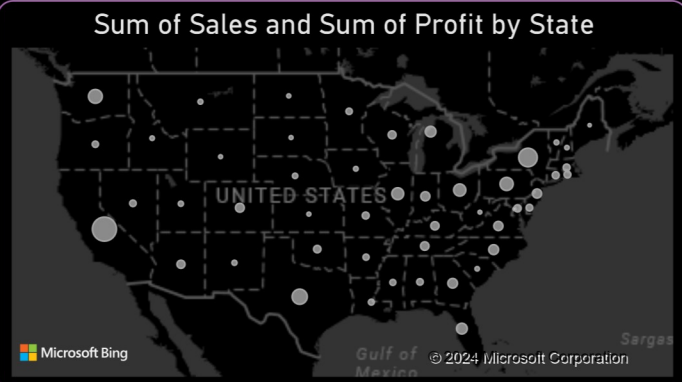 Sum of Sales and Sum of Profit by State
UNITED STATES
Sargas
Microsoft Bing
Gulf of
Mexico
© 2024 Microsoft Corporation